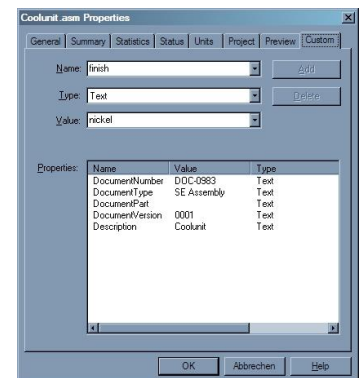 Coolunit.asm Properties
General Summary Statistics Status Units Project Preview Custom
Name: finish Add
Type: Text Delete
Value: nickel
Properties: Name Value Type
DocumentNumber DOC-0983 Text
DocumentType SE Assembly Text
DocumentPart Text
DocumentVersion 0001 Text
Description Coolunit Text
OK Abbrechen Help